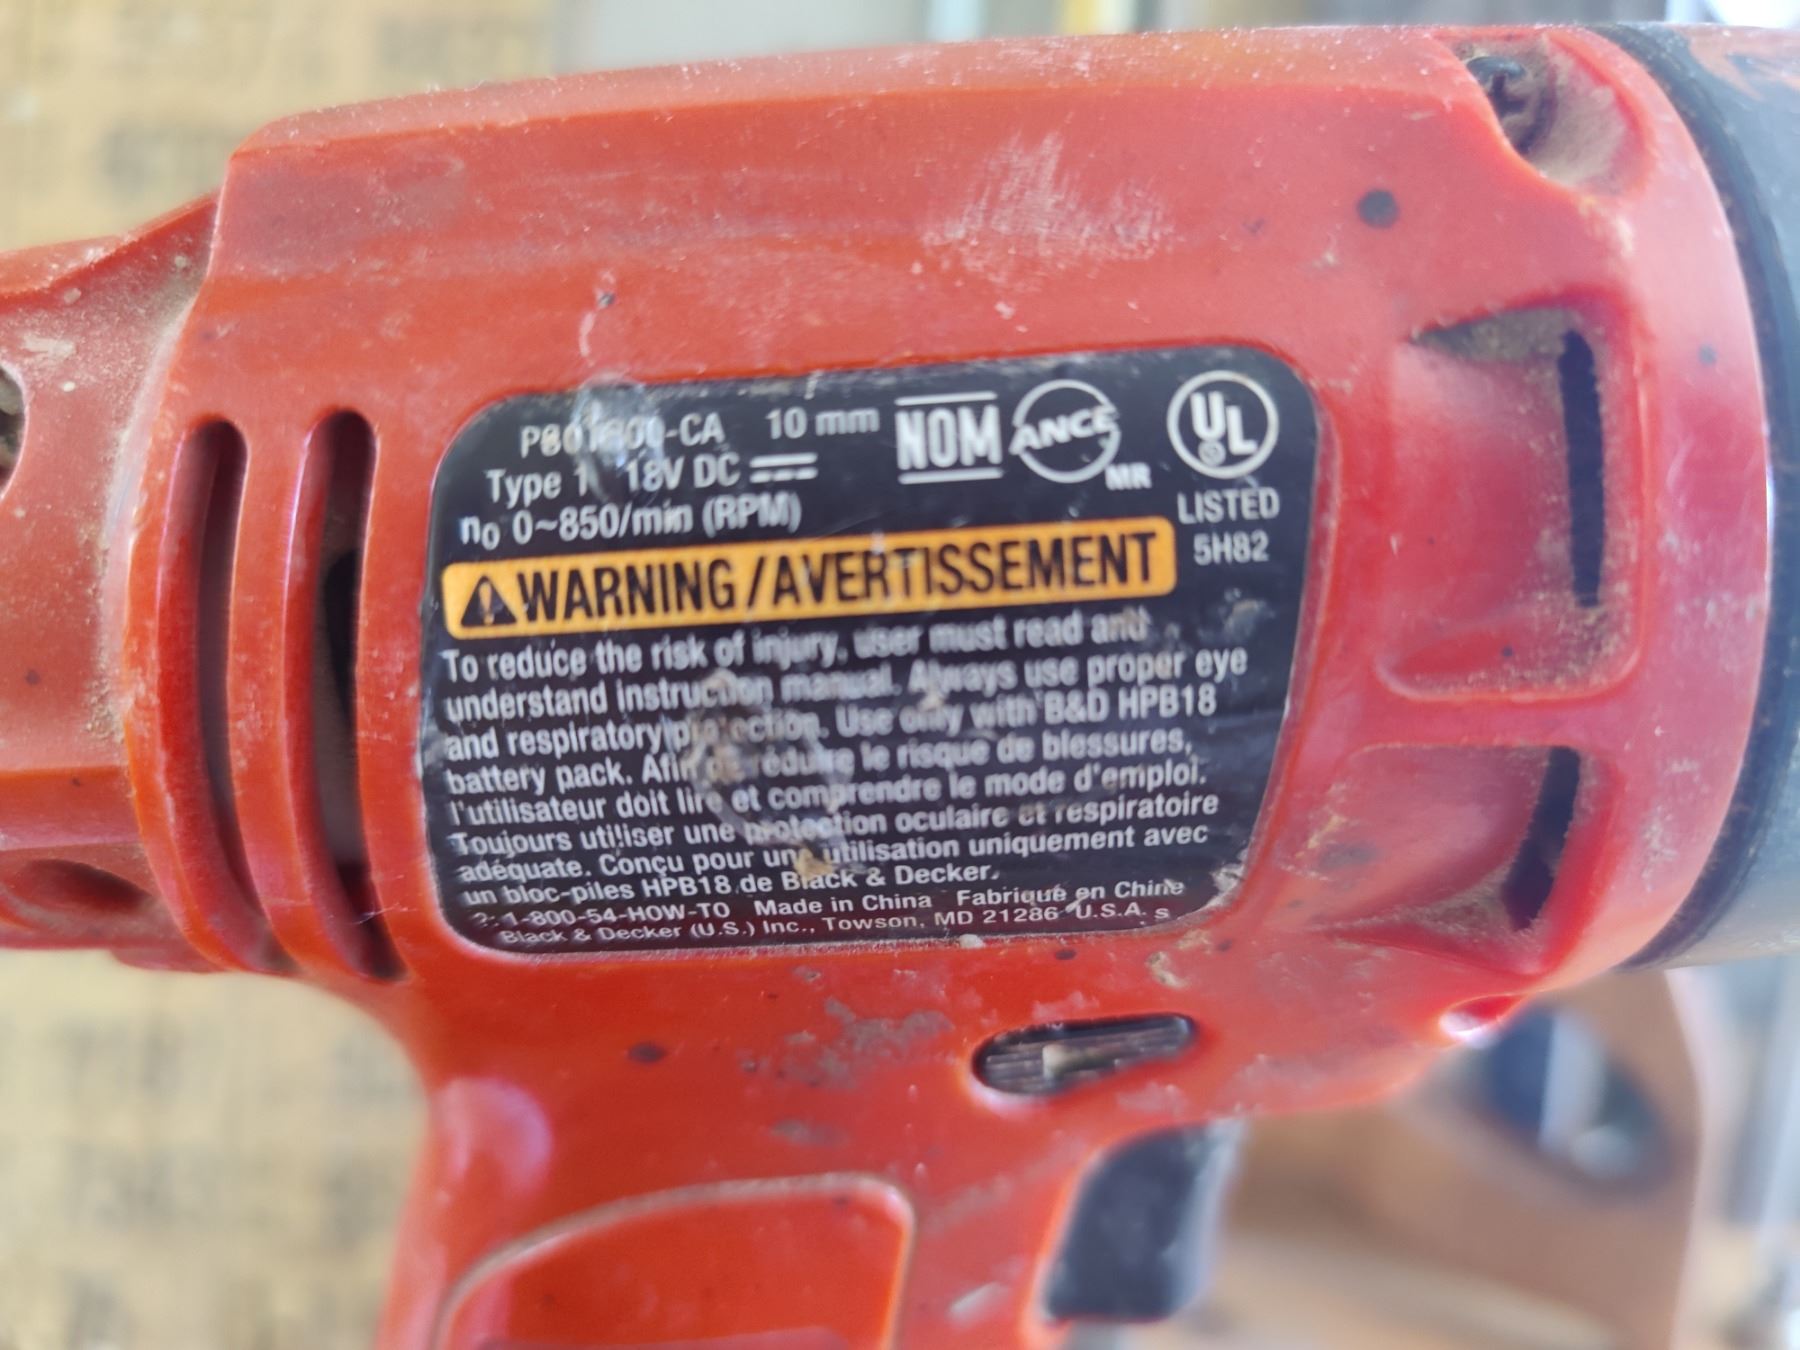 10 mm NOM ANCE MR UL
Type 1 18V DC
LISTED
n₀ 0~850/min (RPM)
5H82
WARNING/AVERTISSEMENT
To reduce the risk of injury, user must read and
understand instruction manual. Always use proper eye
and respiratory protection. Use only with B&D HPB18
battery pack. Afin de réduire le risque de blessures,
l'utilisateur doit lire et comprendre le mode d'emploi.
Toujours utiliser une protection oculaire et respiratoire
adéquate. Conçu pour une utilisation uniquement avec
un bloc-piles HPB18 de Black & Decker.
1-800-54-HOW-TO Made in China Fabriqué en Chine
Black & Decker (U.S.) Inc., Towson, MD 21286 U.S.A. S